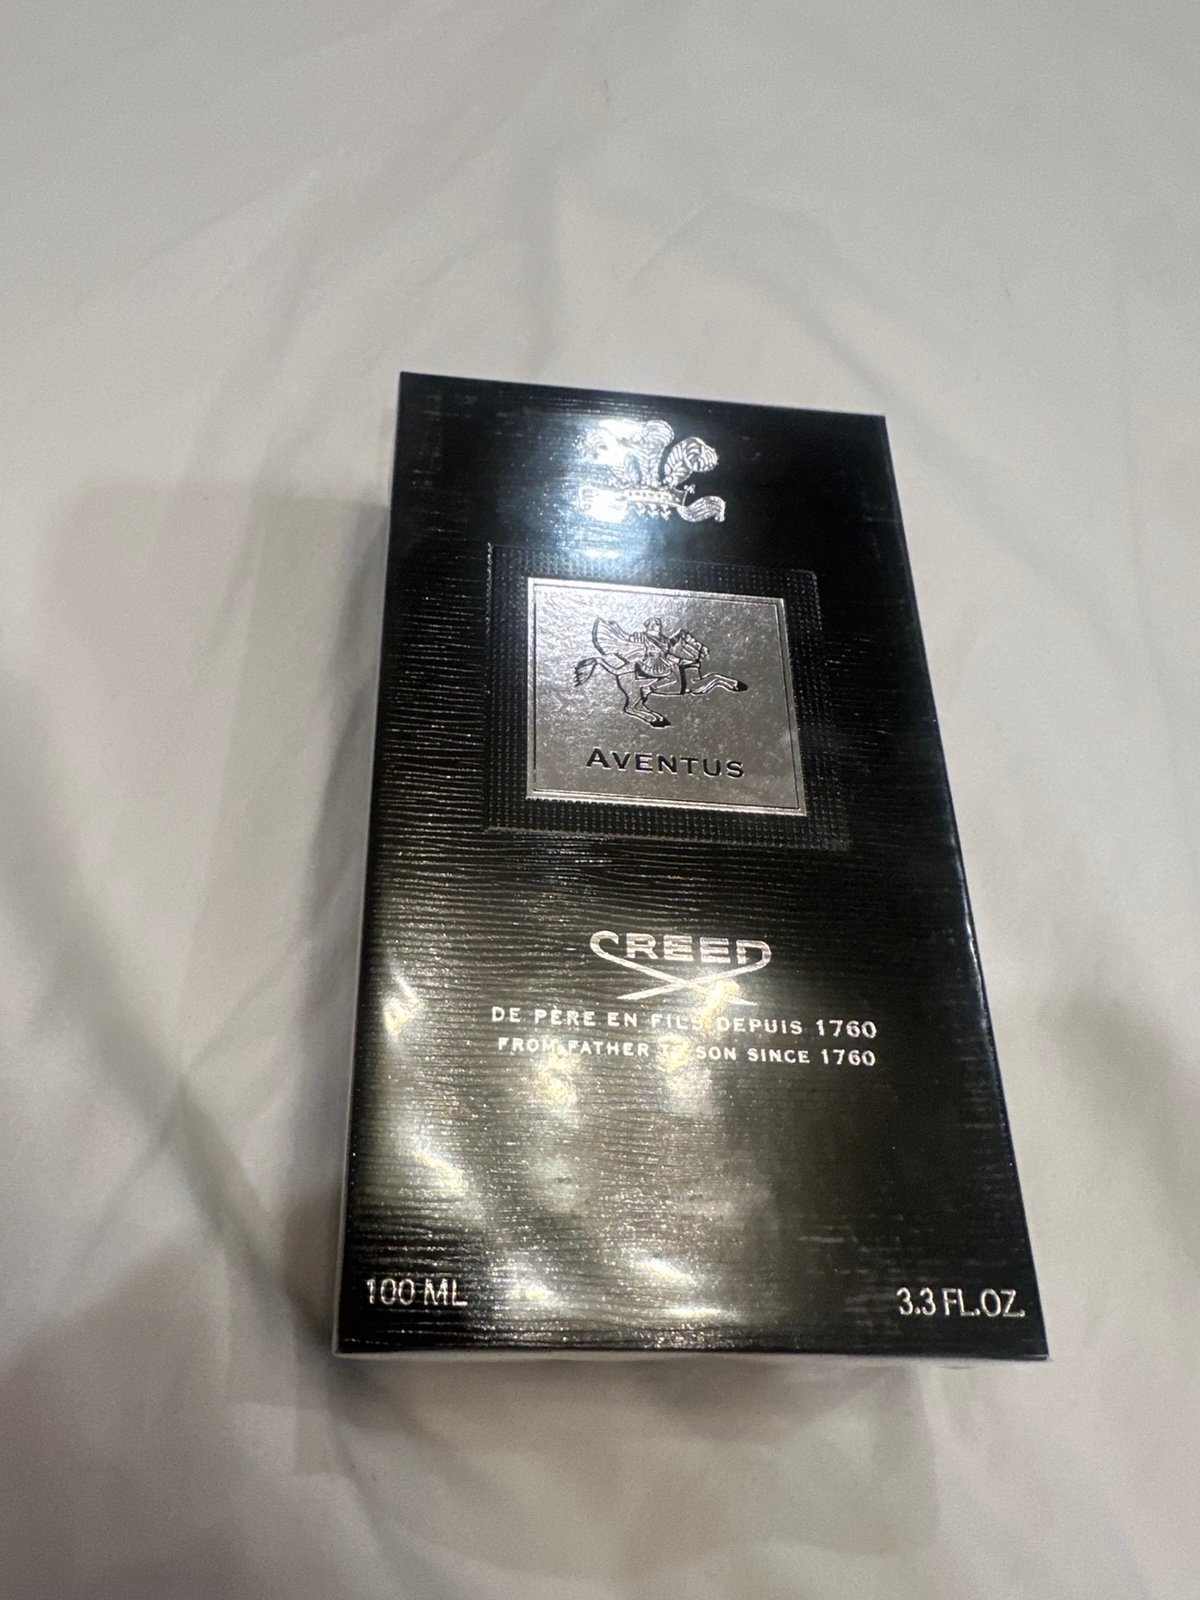 AVENTUS
CREED
DE PÈRE EN FILS DEPUIS 1760
FROM FATHER TO SON SINCE 1760
100 ML
3.3 FL.OZ.